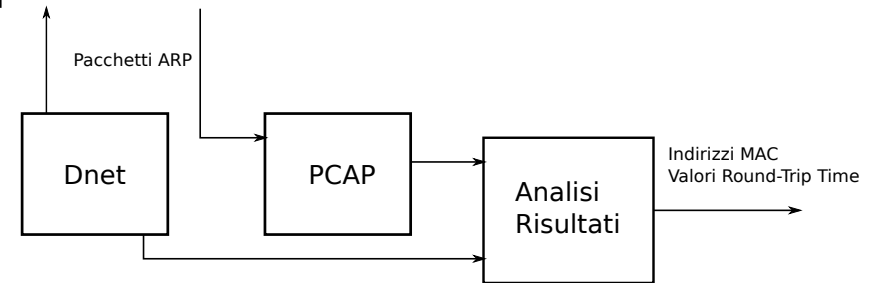 Pacchetti ARP
Dnet
PCAP
Analisi
Risultati
Indirizzi MAC
Valori Round-Trip Time